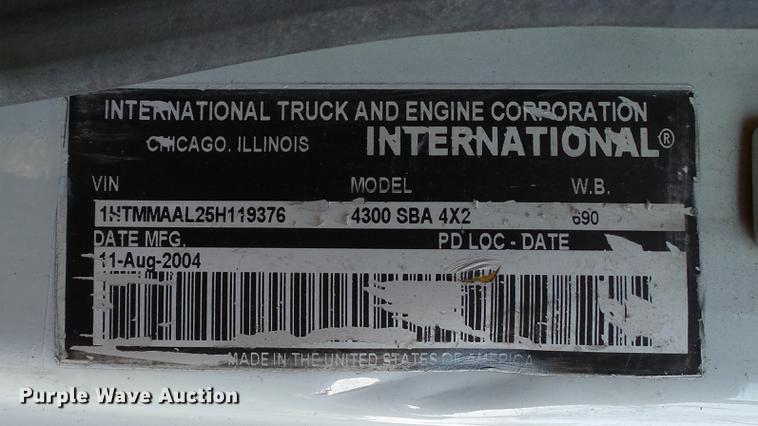 INTERNATIONAL TRUCK AND ENGINE CORPORATION
CHICAGO, ILLINOIS INTERNATIONAL®
VIN MODEL W.B.
1HTMMAAL25H119376 4300 SBA 4X2 690
DATE MFG. PD LOC - DATE
11-Aug-2004
MADE IN THE UNITED STATES OF AMERICA
Purple Wave Auction